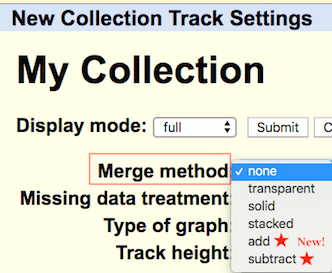 New Collection Track Settings
My Collection
Display mode: full Submit C
Merge method: none
transparent
Missing data treatment: solid
Type of graph: stacked
add New!
Track height: subtract